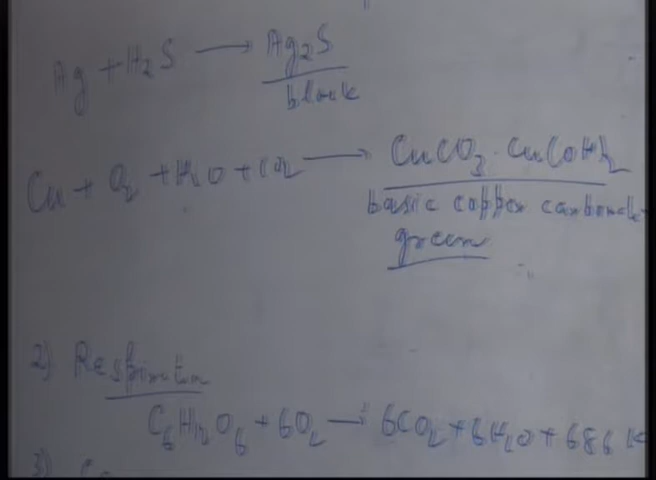 Ag + H2S → Ag2S
black
Cu + O2 + H2O + CO2 → CuCO3 . Cu(OH)2
basic copper carbonate
green
2) Respiration
C6H12O6 + 6O2 → 6CO2 + 6H2O + 686 K
3)